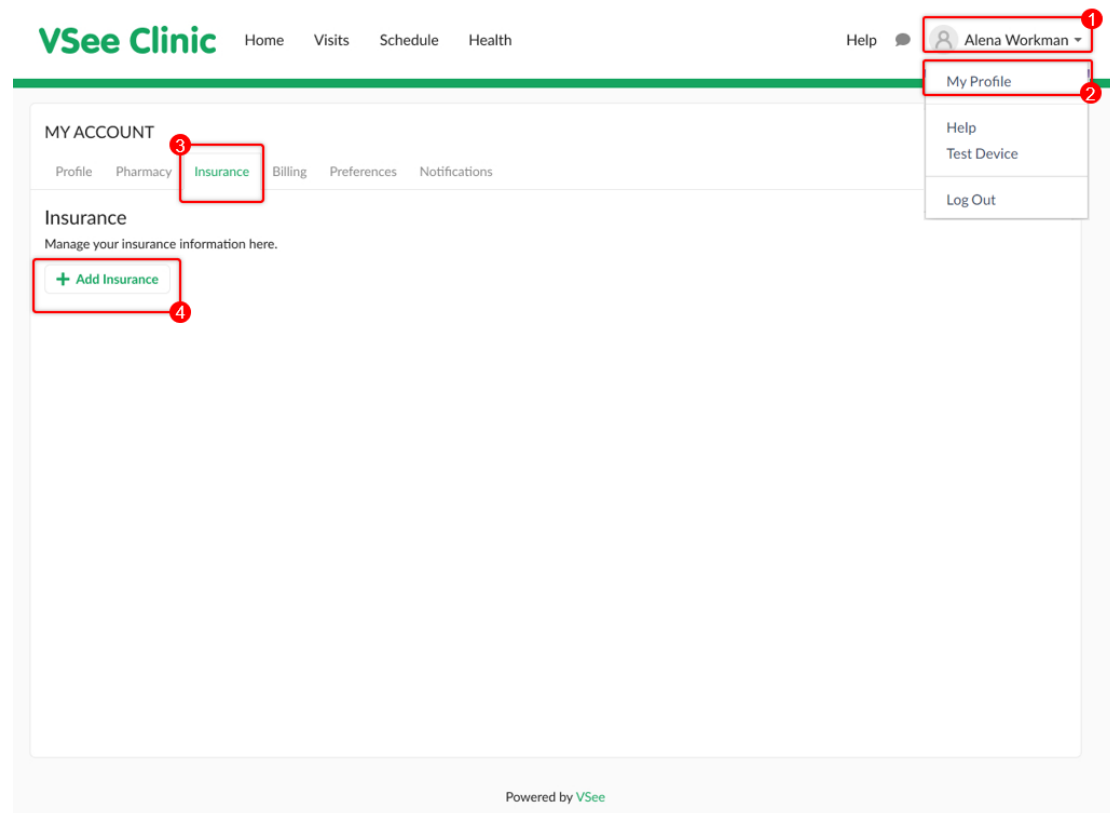 VSee Clinic Home Visits Schedule Health Help Alena Workman
1
My Profile
2
Help
Test Device
Log Out
MY ACCOUNT
3
Profile Pharmacy Insurance Billing Preferences Notifications
Insurance
Manage your insurance information here.
+ Add Insurance
4
Powered by VSee